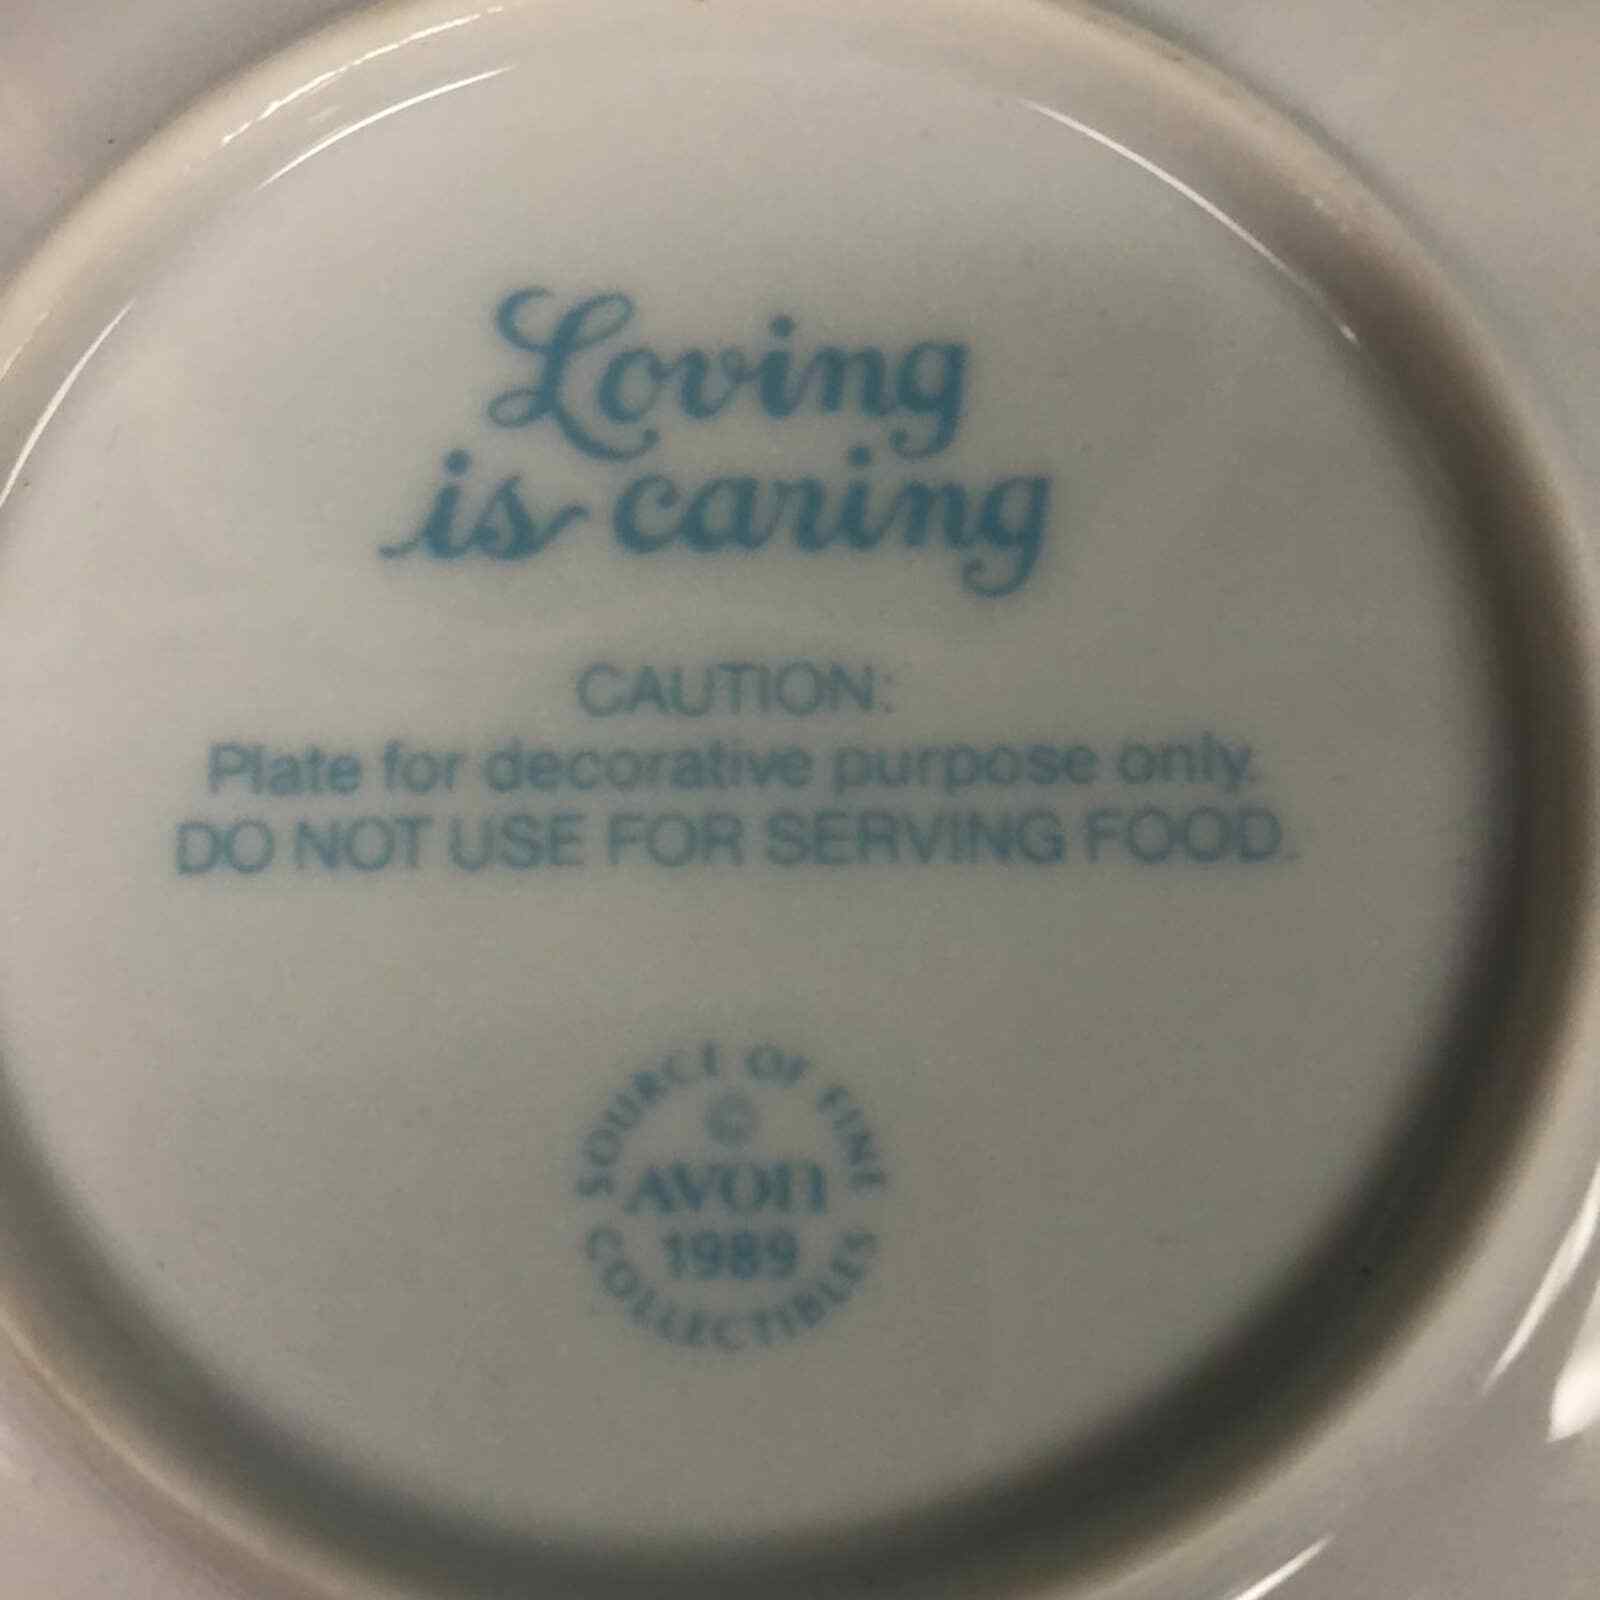 Loving
is caring
CAUTION:
Plate for decorative purpose only.
DO NOT USE FOR SERVING FOOD.
SOURCE OF FINE
©
AVON
1989
COLLECTIBLES